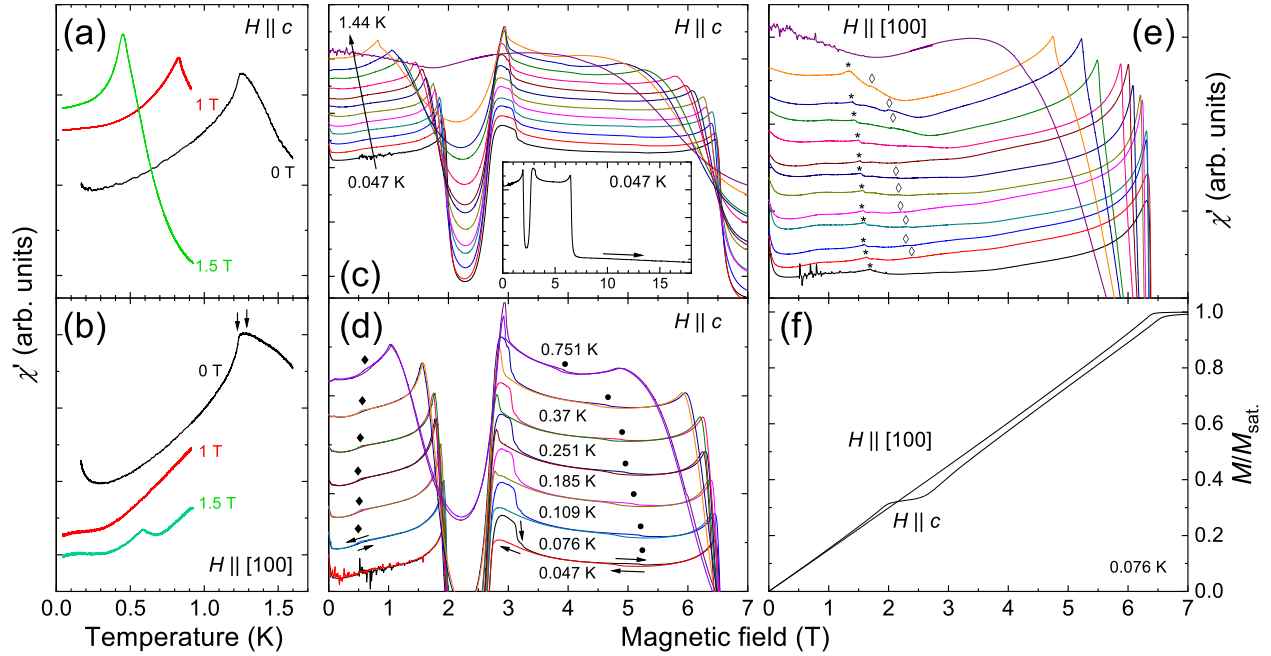 (a)
H || c
1 T
0 T
1.5 T
(b)
0 T
1 T
1.5 T
H || [100]
0.0 0.5 1.0 1.5
Temperature (K)
χ' (arb. units)
1.44 K
H || c
0.047 K
0.047 K
0 5 10 15
(c)
(d)
H || c
0.751 K
0.37 K
0.251 K
0.185 K
0.109 K
0.076 K
0.047 K
0 1 2 3 4 5 6 7
Magnetic field (T)
H || [100]
(e)
χ' (arb. units)
(f)
H || [100]
H || c
0.076 K
0 1 2 3 4 5 6 7
1.0
0.8
0.6
0.4
0.2
0.0
M/Msat.